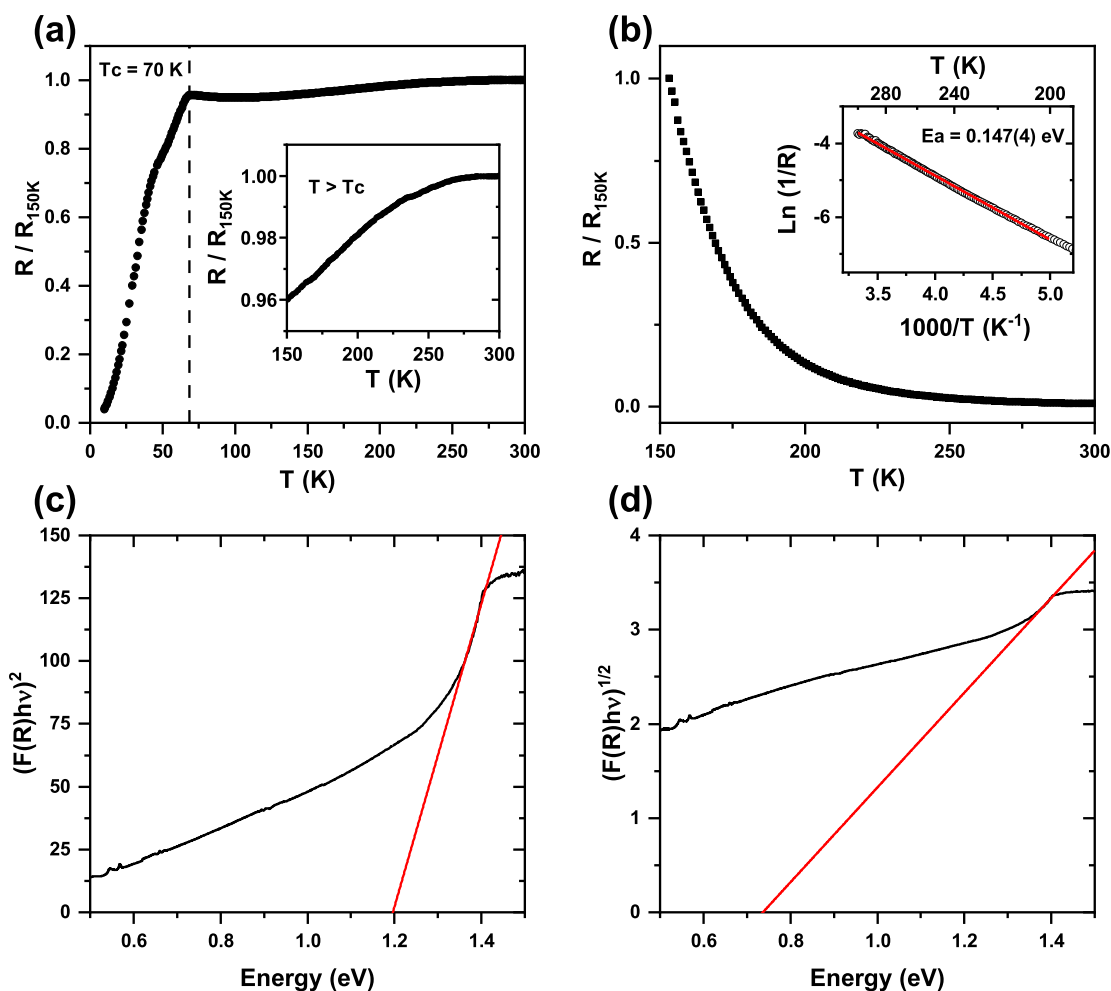 (a)
R / R150K
1.0
0.8
0.6
0.4
0.2
0.0
Tc = 70 K
R / R150K
1.00
0.98
0.96
T > Tc
150 200 250 300
T (K)
0 50 100 150 200 250 300
T (K)
(b)
R / R150K
1.0
0.5
0.0
T (K)
280 240 200
Ln (1/R)
-4
-6
Ea = 0.147(4) eV
3.5 4.0 4.5 5.0
1000/T (K-1)
150 200 250 300
T (K)
(c)
(F(R)hν)2
150
125
100
75
50
25
0
0.6 0.8 1.0 1.2 1.4
Energy (eV)
(d)
(F(R)hν)1/2
4
3
2
1
0
0.6 0.8 1.0 1.2 1.4
Energy (eV)